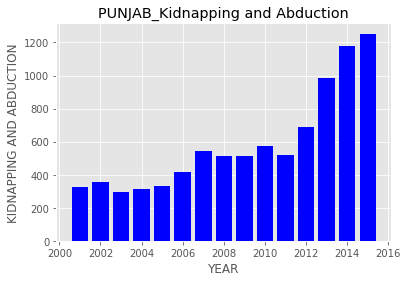 PUNJAB_Kidnapping and Abduction
KIDNAPPING AND ABDUCTION
1200
1000
800
600
400
200
0
2000 2002 2004 2006 2008 2010 2012 2014 2016
YEAR